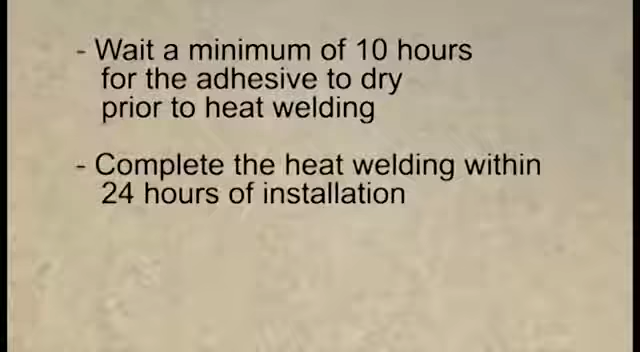 - Wait a minimum of 10 hours
for the adhesive to dry
prior to heat welding
- Complete the heat welding within
24 hours of installation